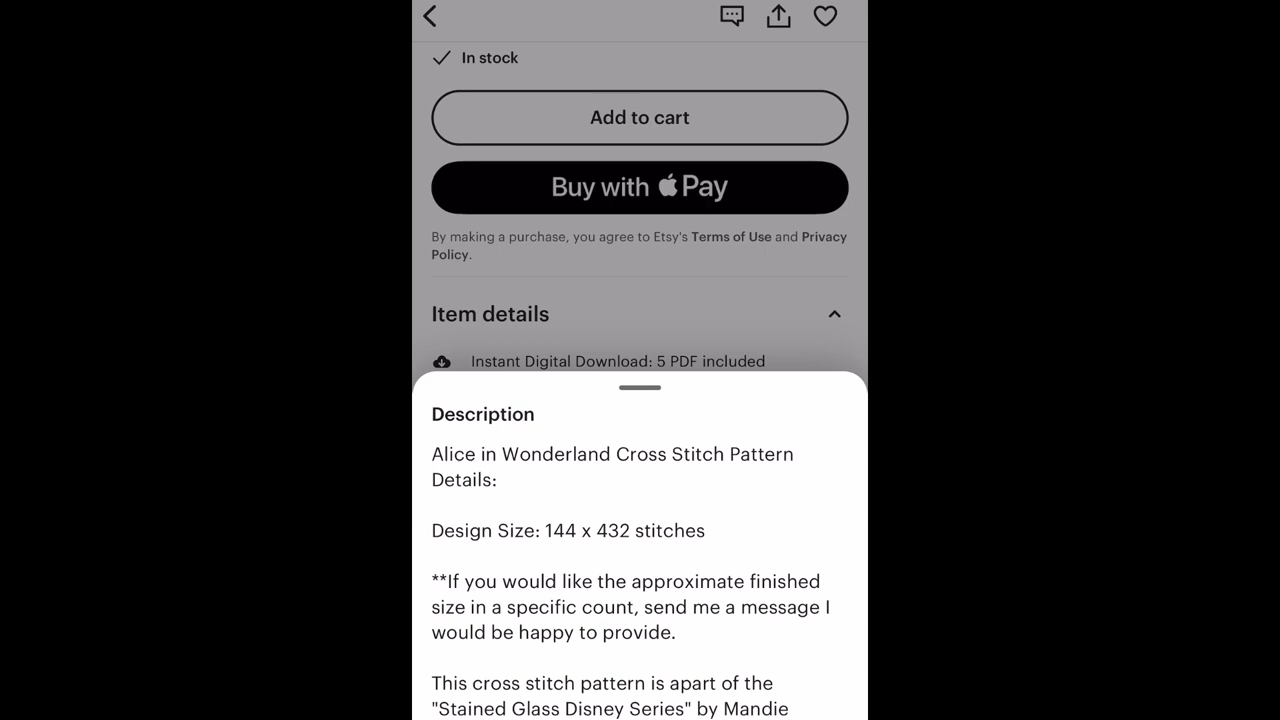 In stock
Add to cart
Buy with Pay
By making a purchase, you agree to Etsy's Terms of Use and Privacy
Policy.
Item details
Instant Digital Download: 5 PDF included
Description
Alice in Wonderland Cross Stitch Pattern
Details:
Design Size: 144 x 432 stitches
**If you would like the approximate finished
size in a specific count, send me a message I
would be happy to provide.
This cross stitch pattern is apart of the
"Stained Glass Disney Series" by Mandie